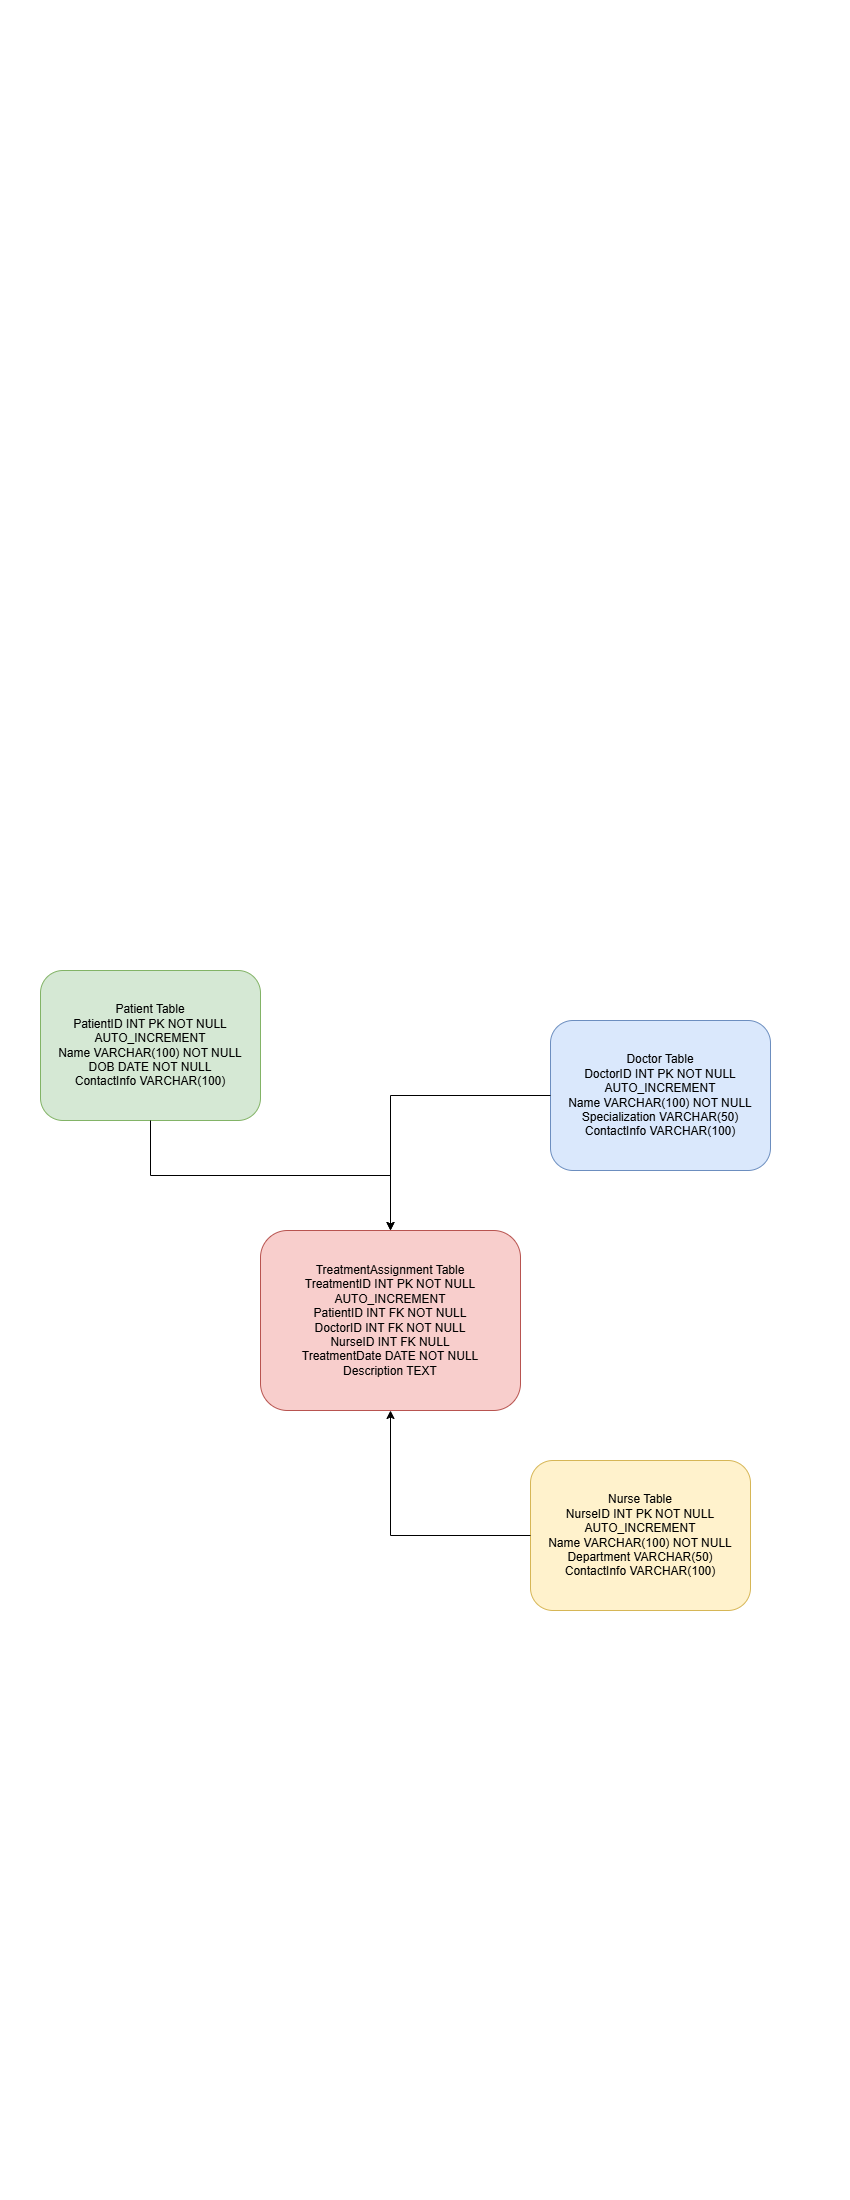 Patient Table
PatientID INT PK NOT NULL
AUTO_INCREMENT
Name VARCHAR(100) NOT NULL
DOB DATE NOT NULL
ContactInfo VARCHAR(100)
Doctor Table
DoctorID INT PK NOT NULL
AUTO_INCREMENT
Name VARCHAR(100) NOT NULL
Specialization VARCHAR(50)
ContactInfo VARCHAR(100)
TreatmentAssignment Table
TreatmentID INT PK NOT NULL
AUTO_INCREMENT
PatientID INT FK NOT NULL
DoctorID INT FK NOT NULL
NurseID INT FK NULL
TreatmentDate DATE NOT NULL
Description TEXT
Nurse Table
NurseID INT PK NOT NULL
AUTO_INCREMENT
Name VARCHAR(100) NOT NULL
Department VARCHAR(50)
ContactInfo VARCHAR(100)